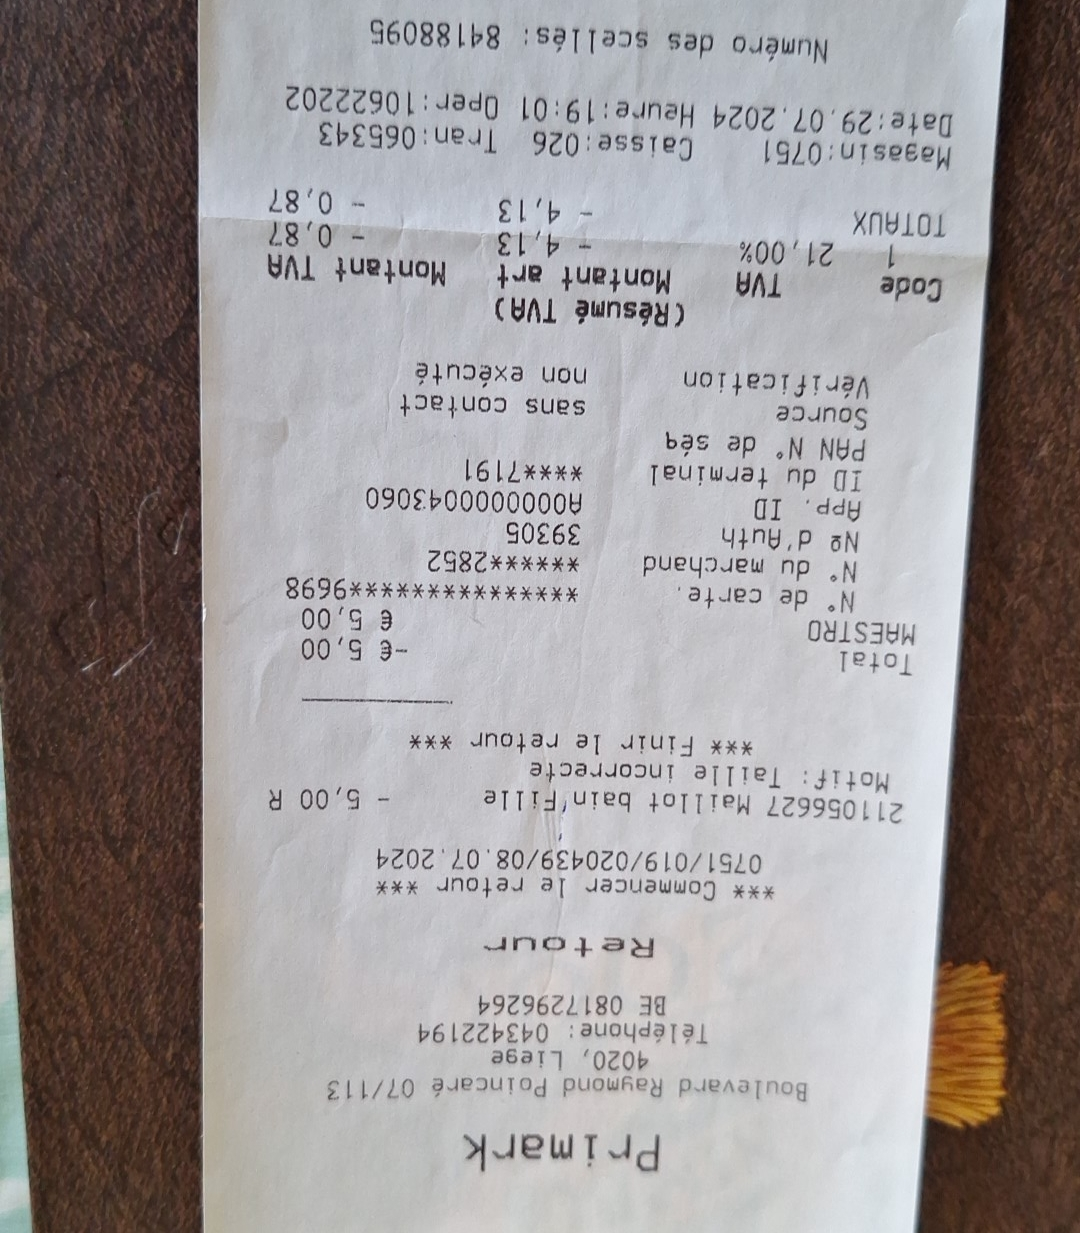 Primark
Boulevard Raymond Poincaré 07/113
4020, Liege
Téléphone: 043422194
BE 0817296264
Retour
*** Commencer le retour ***
0751/019/020439/08.07.2024
211056627 Maillot bain Fille - 5,00 R
Motif: Taille incorrecte
*** Finir le retour ***
Total -€ 5,00
MAESTRO € 5,00
N° de carte. ****************9698
N° du marchand *******2852
Nº d'Auth 39305
App. ID A0000000043060
ID du terminal ****7191
PAN N° de séq
Source sans contact
Vérification non exécuté
(Résumé TVA)
Code TVA Montant art Montant TVA
1 21,00% - 4,13 - 0,87
TOTAUX - 4,13 - 0,87
Magasin:0751 Caisse:026 Tran:065343
Date:29.07.2024 Heure:19:01 Oper:10622202
Numéro des scellés: 84188095